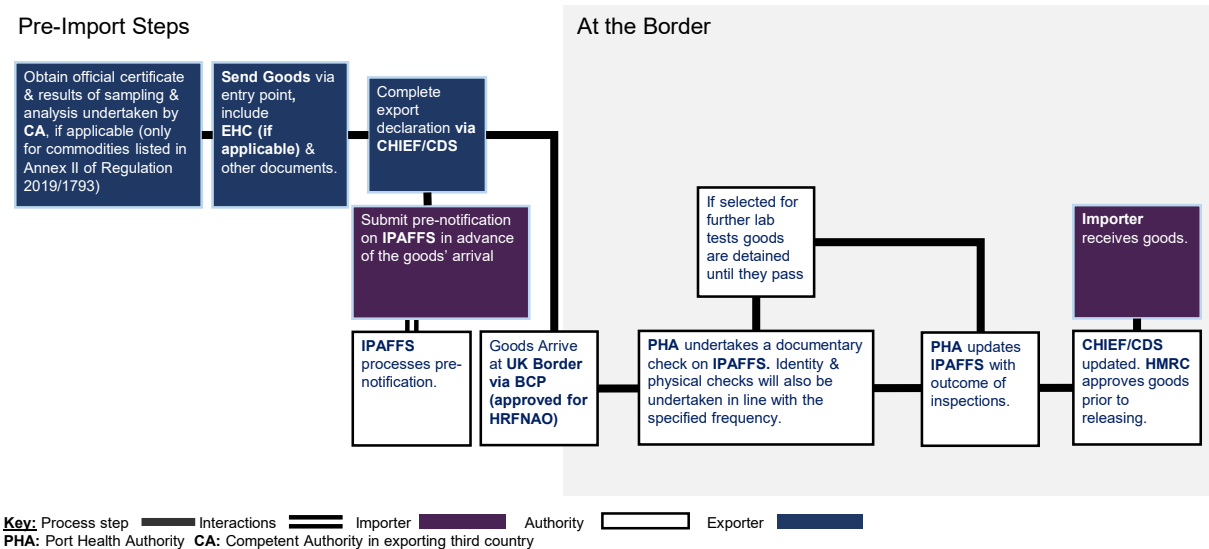 Pre-Import Steps
At the Border
Obtain official certificate
& results of sampling &
analysis undertaken by
CA, if applicable (only
for commodities listed in
Annex II of Regulation
2019/1793)
Send Goods via
entry point,
include
EHC (if
applicable) &
other documents.
Complete
export
declaration via
CHIEF/CDS
Submit pre-notification
on IPAFFS in advance
of the goods' arrival
IPAFFS
processes pre-
notification.
Goods Arrive
at UK Border
via BCP
(approved for
HRFNAO)
If selected for
further lab
tests goods
are detained
until they pass
PHA undertakes a documentary
check on IPAFFS. Identity &
physical checks will also be
undertaken in line with the
specified frequency.
PHA updates
IPAFFS with
outcome of
inspections.
Importer
receives goods.
CHIEF/CDS
updated. HMRC
approves goods
prior to
releasing.
Key: Process step Interactions Importer Authority Exporter
PHA: Port Health Authority CA: Competent Authority in exporting third country